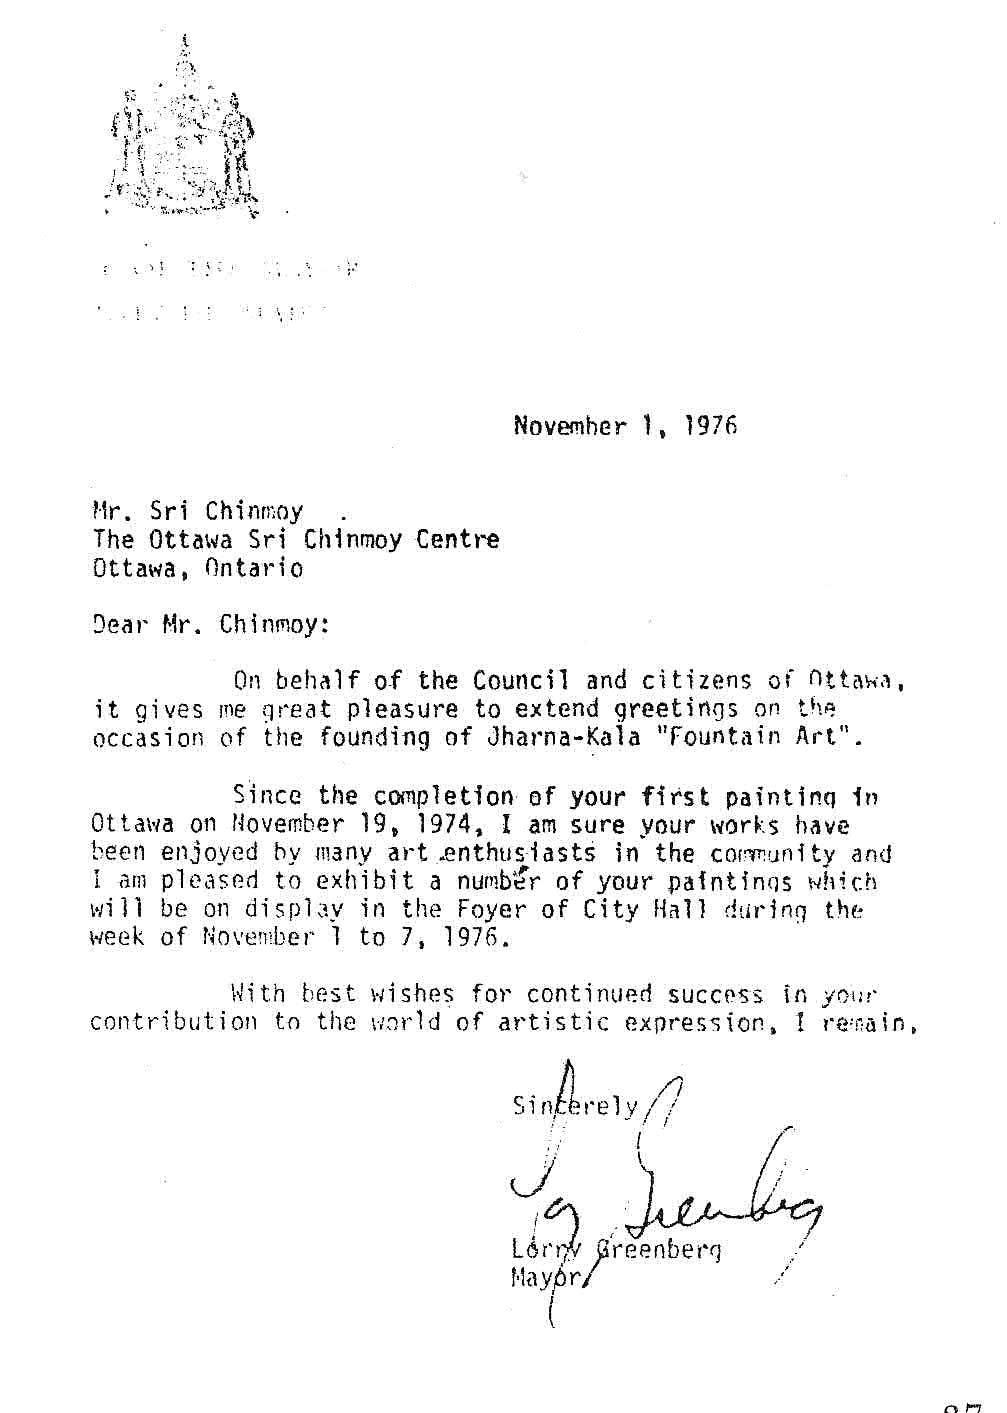 November 1, 1976
Mr. Sri Chinmoy
The Ottawa Sri Chinmoy Centre
Ottawa, Ontario
Dear Mr. Chinmoy:
On behalf of the Council and citizens of Ottawa,
it gives me great pleasure to extend greetings on the
occasion of the founding of Jharna-Kala "Fountain Art".
Since the completion of your first painting in
Ottawa on November 19, 1974, I am sure your works have
been enjoyed by many art enthusiasts in the community and
I am pleased to exhibit a number of your paintings which
will be on display in the Foyer of City Hall during the
week of November 1 to 7, 1976.
With best wishes for continued success in your
contribution to the world of artistic expression, I remain,
Sincerely
Lorry Greenberg
Lorry Greenberg
Mayor